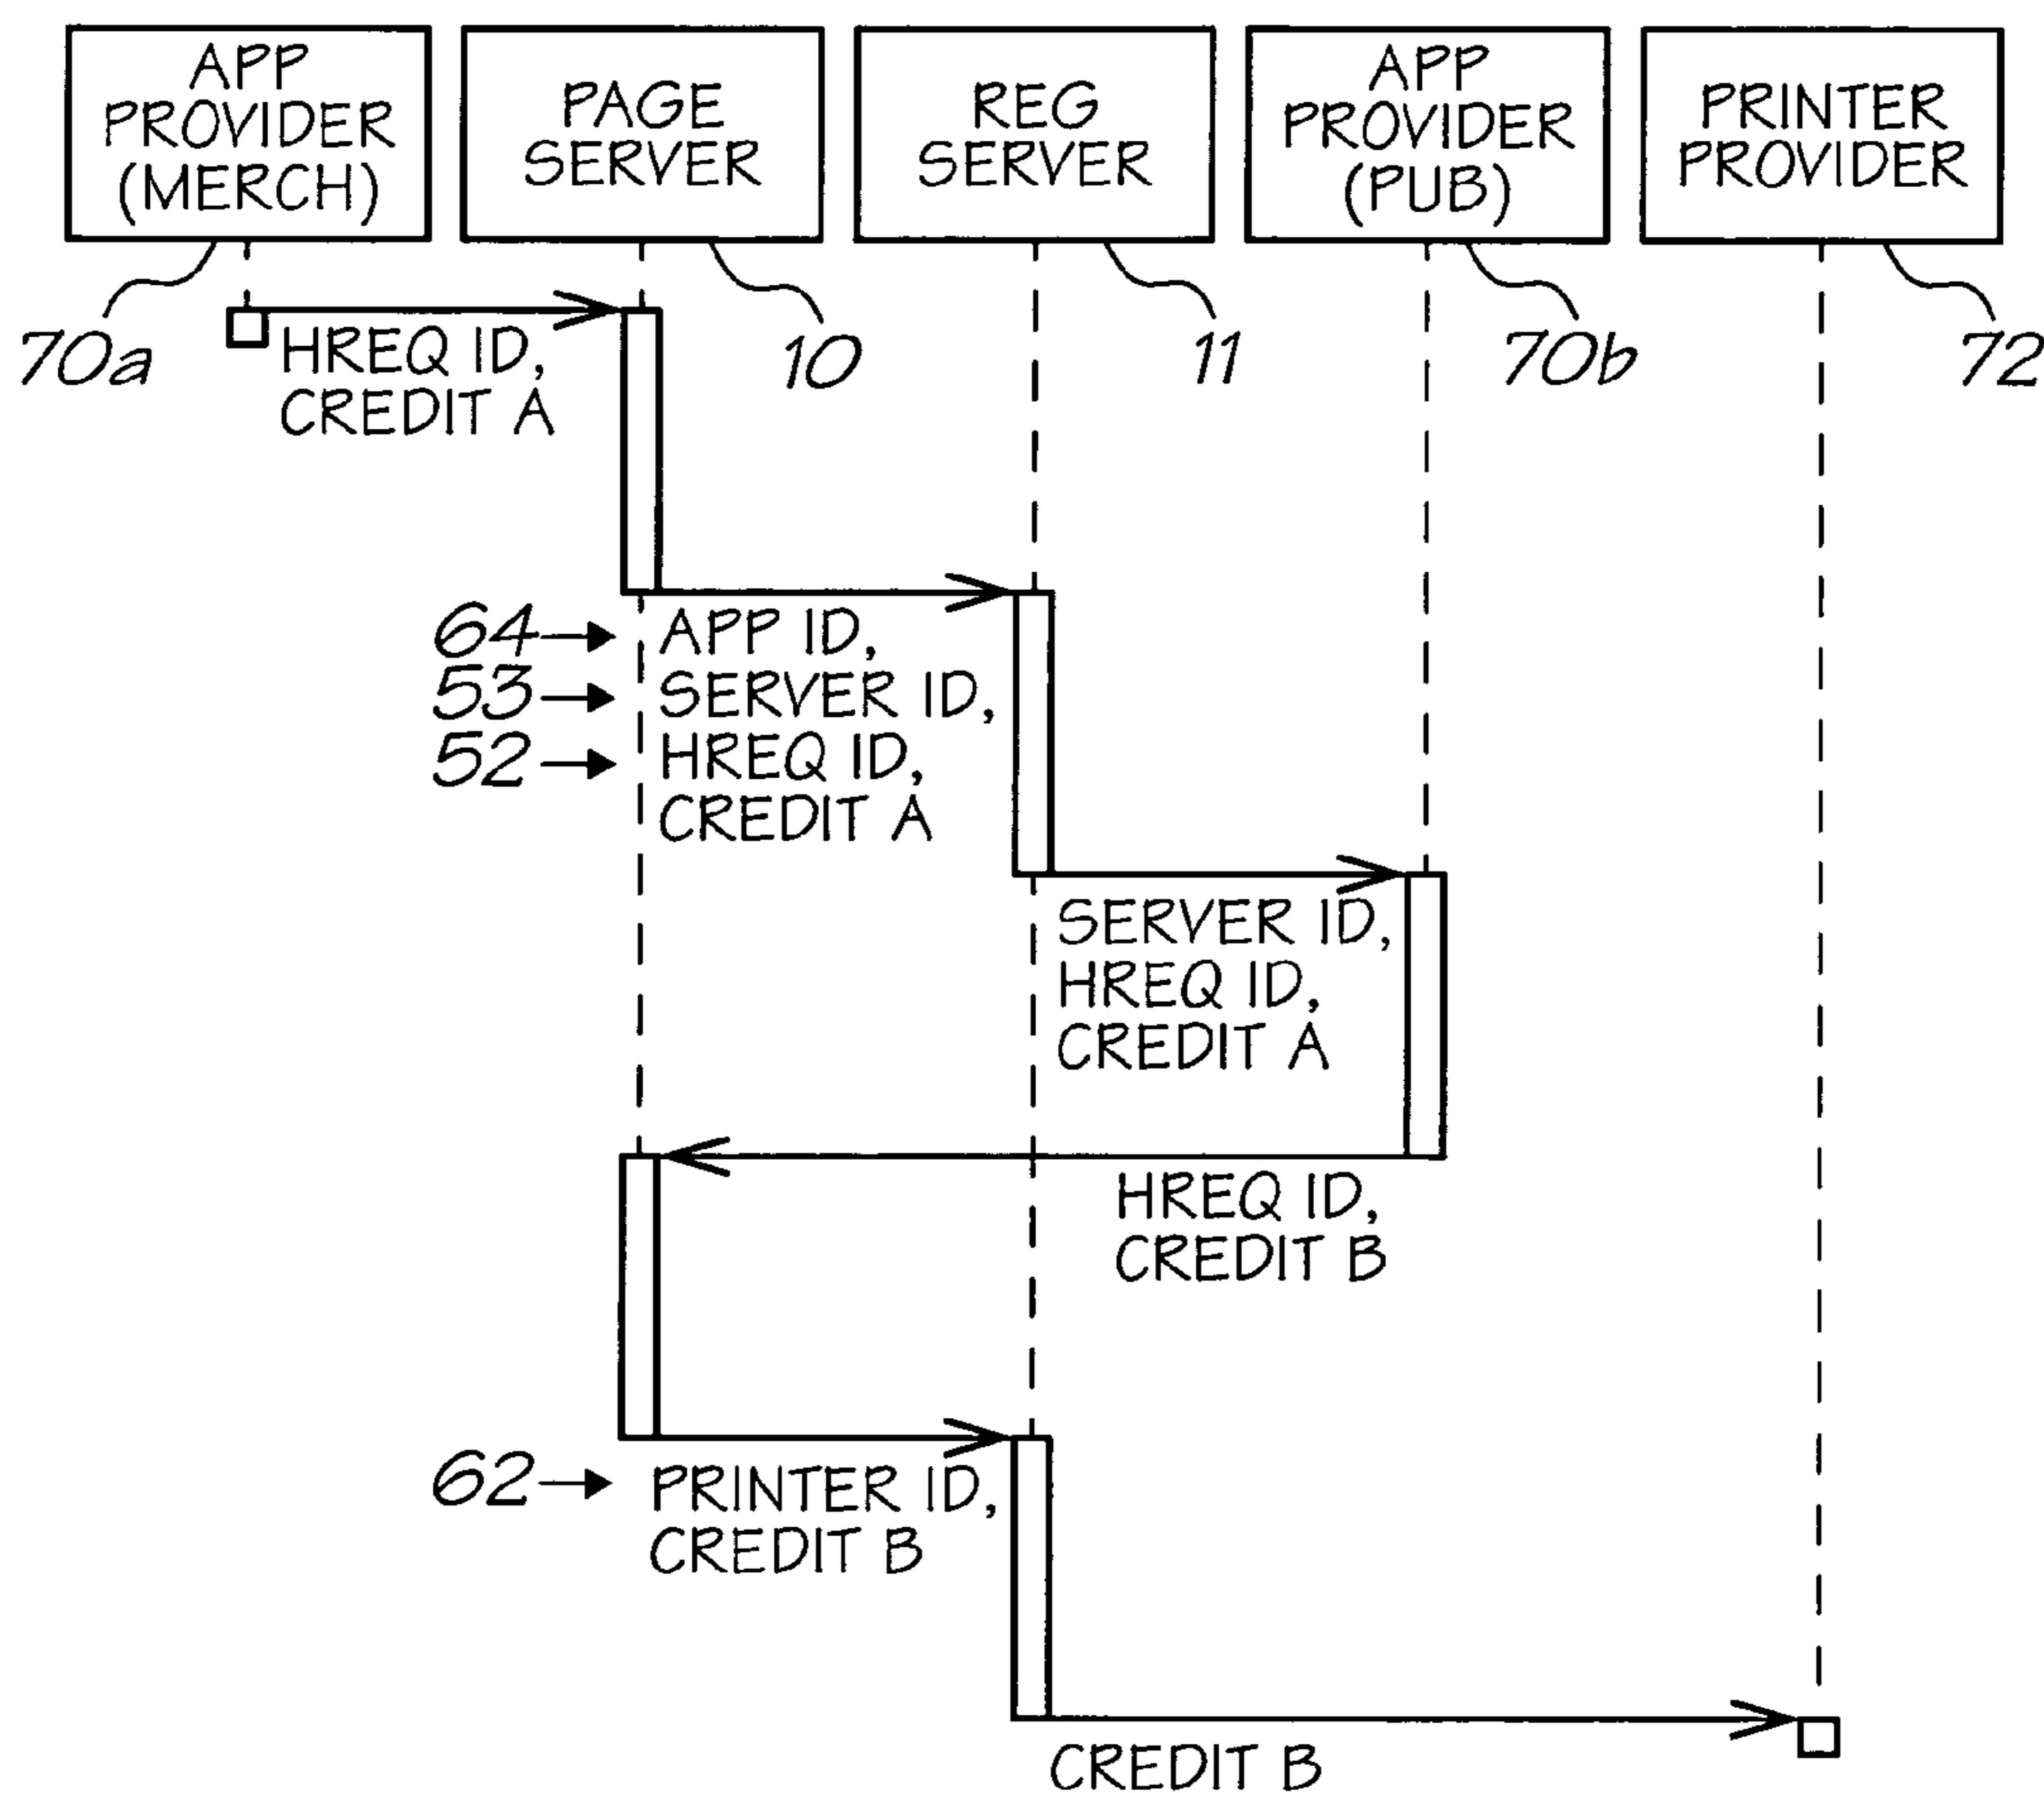 APP
PROVIDER
(MERCH)
PAGE
SERVER
REG
SERVER
APP
PROVIDER
(PUB)
PRINTER
PROVIDER
70a
10
11
70b
72
HREQ ID,
CREDIT A
64
APP ID,
53
SERVER ID,
52
HREQ ID,
CREDIT A
SERVER ID,
HREQ ID,
CREDIT A
HREQ ID,
CREDIT B
62
PRINTER ID,
CREDIT B
CREDIT B